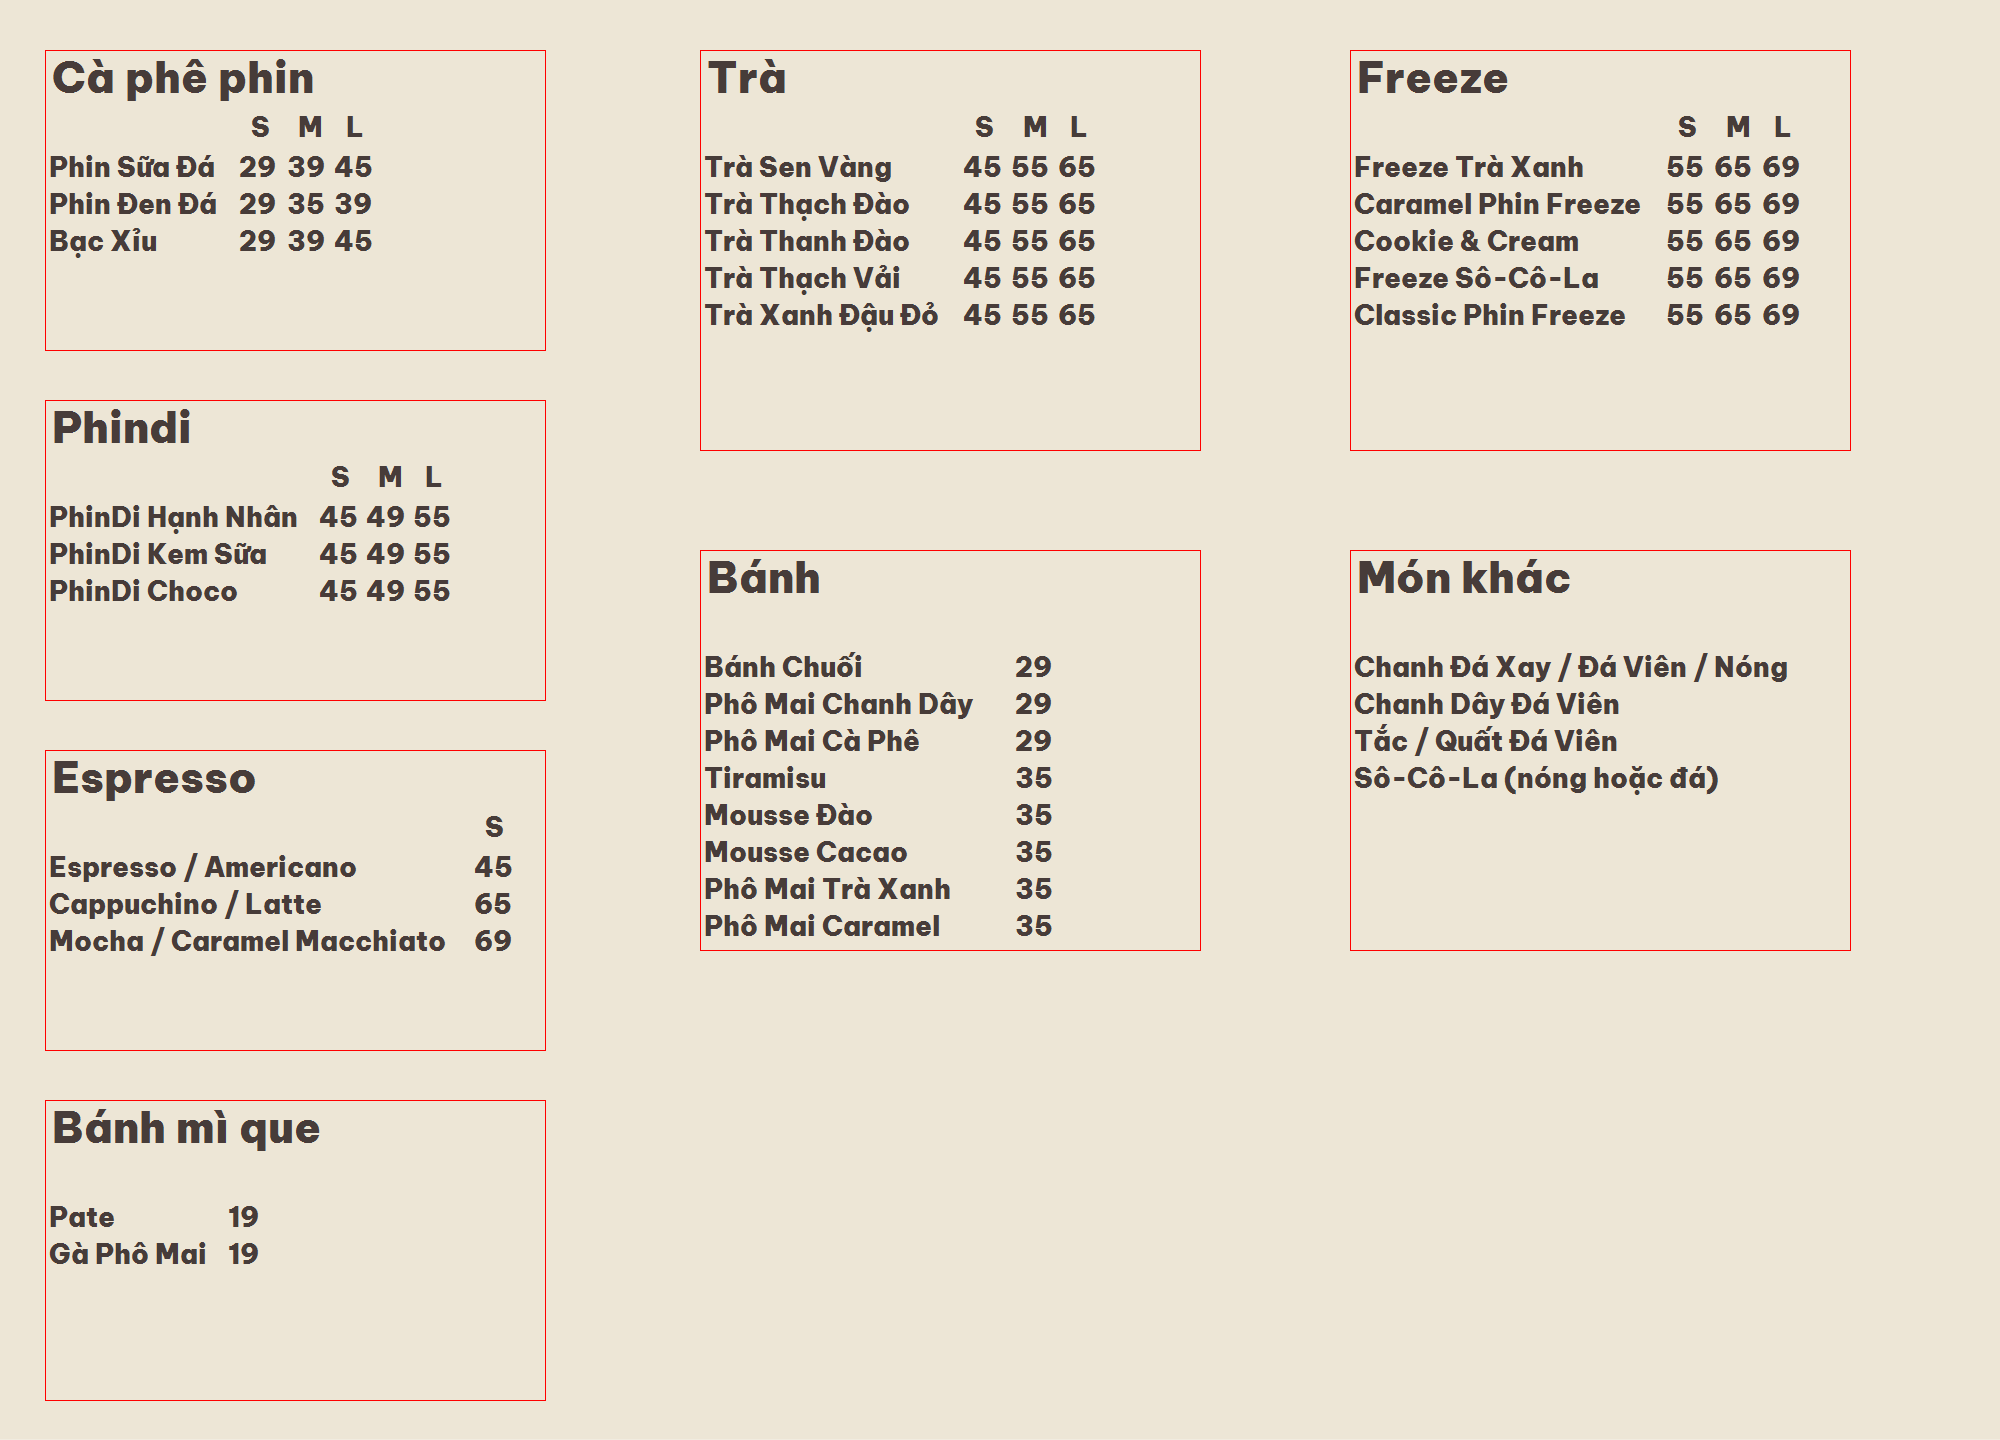 Cà phê phin
S M L
Phin Sữa Đá 29 39 45
Phin Đen Đá 29 35 39
Bạc Xỉu 29 39 45
Phindi
S M L
PhinDi Hạnh Nhân 45 49 55
PhinDi Kem Sữa 45 49 55
PhinDi Choco 45 49 55
Espresso
S
Espresso / Americano 45
Cappuchino / Latte 65
Mocha / Caramel Macchiato 69
Bánh mì que
Pate 19
Gà Phô Mai 19
Trà
S M L
Trà Sen Vàng 45 55 65
Trà Thạch Đào 45 55 65
Trà Thanh Đào 45 55 65
Trà Thạch Vải 45 55 65
Trà Xanh Đậu Đỏ 45 55 65
Bánh
Bánh Chuối 29
Phô Mai Chanh Dây 29
Phô Mai Cà Phê 29
Tiramisu 35
Mousse Đào 35
Mousse Cacao 35
Phô Mai Trà Xanh 35
Phô Mai Caramel 35
Freeze
S M L
Freeze Trà Xanh 55 65 69
Caramel Phin Freeze 55 65 69
Cookie & Cream 55 65 69
Freeze Sô-Cô-La 55 65 69
Classic Phin Freeze 55 65 69
Món khác
Chanh Đá Xay / Đá Viên / Nóng
Chanh Dây Đá Viên
Tắc / Quất Đá Viên
Sô-Cô-La (nóng hoặc đá)